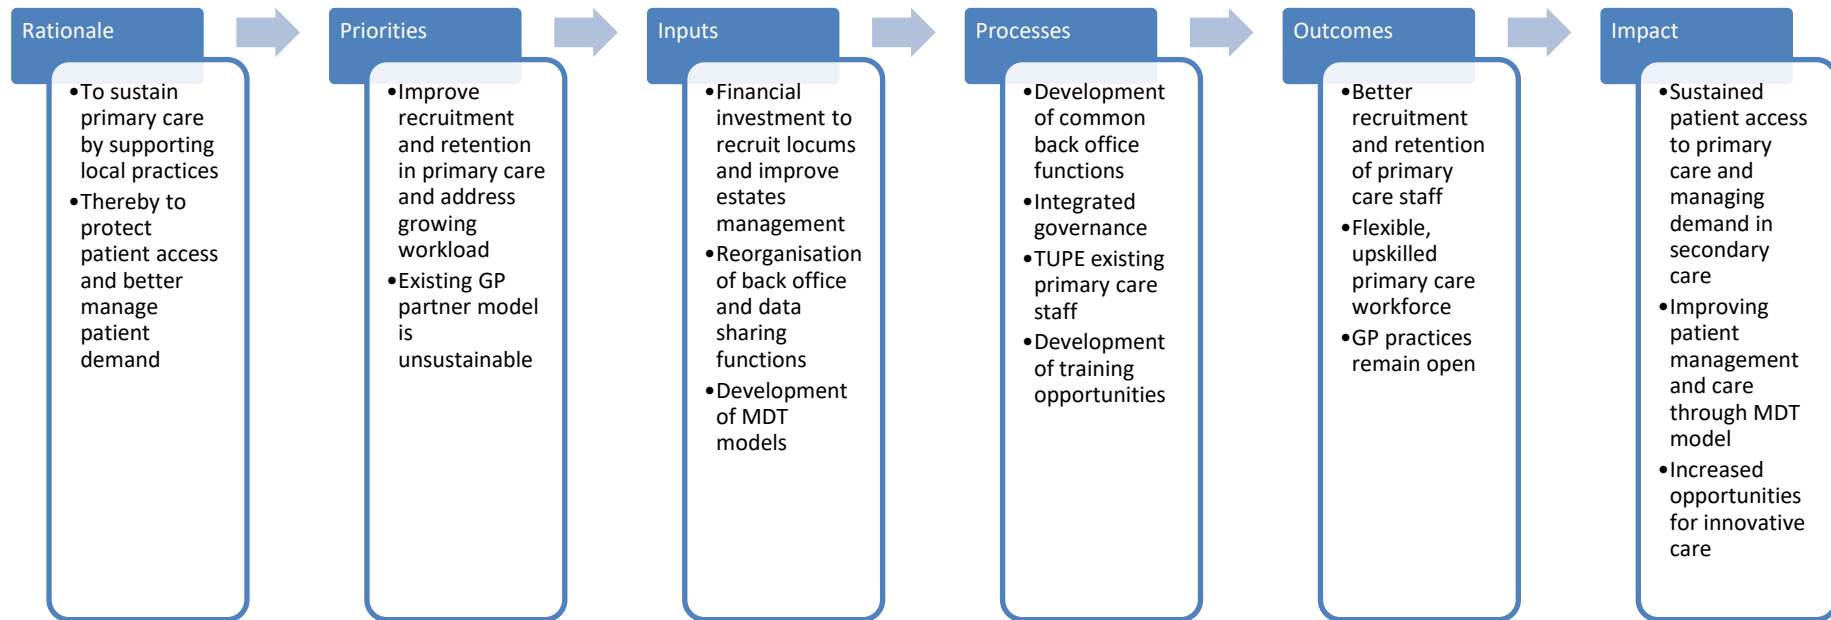 Rationale
•To sustain
primary care
by supporting
local practices
•Thereby to
protect
patient access
and better
manage
patient
demand
Priorities
•Improve
recruitment
and retention
in primary care
and address
growing
workload
•Existing GP
partner model
is
unsustainable
Inputs
•Financial
investment to
recruit locums
and improve
estates
management
•Reorganisation
of back office
and data
sharing
functions
•Development
of MDT
models
Processes
•Development
of common
back office
functions
•Integrated
governance
•TUPE existing
primary care
staff
•Development
of training
opportunities
Outcomes
•Better
recruitment
and retention
of primary
care staff
•Flexible,
upskilled
primary care
workforce
•GP practices
remain open
Impact
•Sustained
patient access
to primary
care and
managing
demand in
secondary
care
•Improving
patient
management
and care
through MDT
model
•Increased
opportunities
for innovative
care